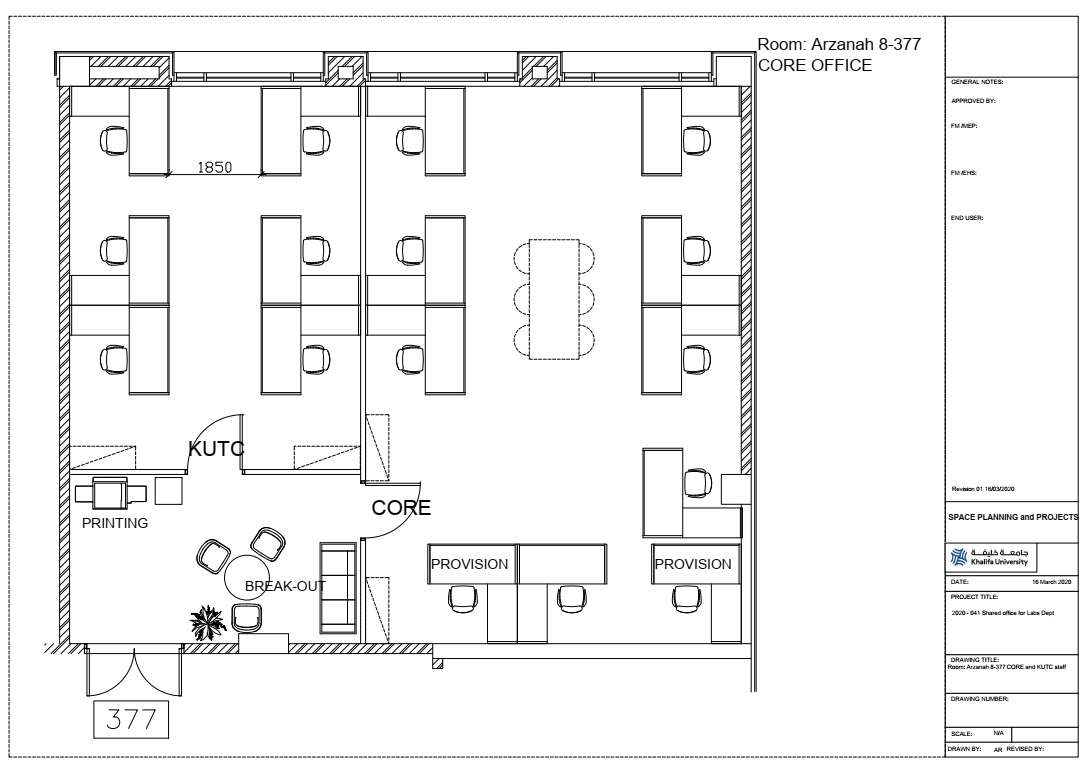 Room: Arzanah 8-377
CORE OFFICE
1850
KUTC
CORE
PRINTING
BREAK-OUT
PROVISION
PROVISION
377
GENERAL NOTES:
APPROVED BY:
FM /MEP:
FM /EHS:
END USER:
Revision 01 16/03/2020
SPACE PLANNING and PROJECTS
جامعــة خليفــة
Khalifa University
DATE: 16 March 2020
PROJECT TITLE:
2020 - 041 Shared office for Labs Dept
DRAWING TITLE:
Room: Arzanah 8-377 CORE and KUTC staff
DRAWING NUMBER:
SCALE: N/A
DRAWN BY: AR REVISED BY: